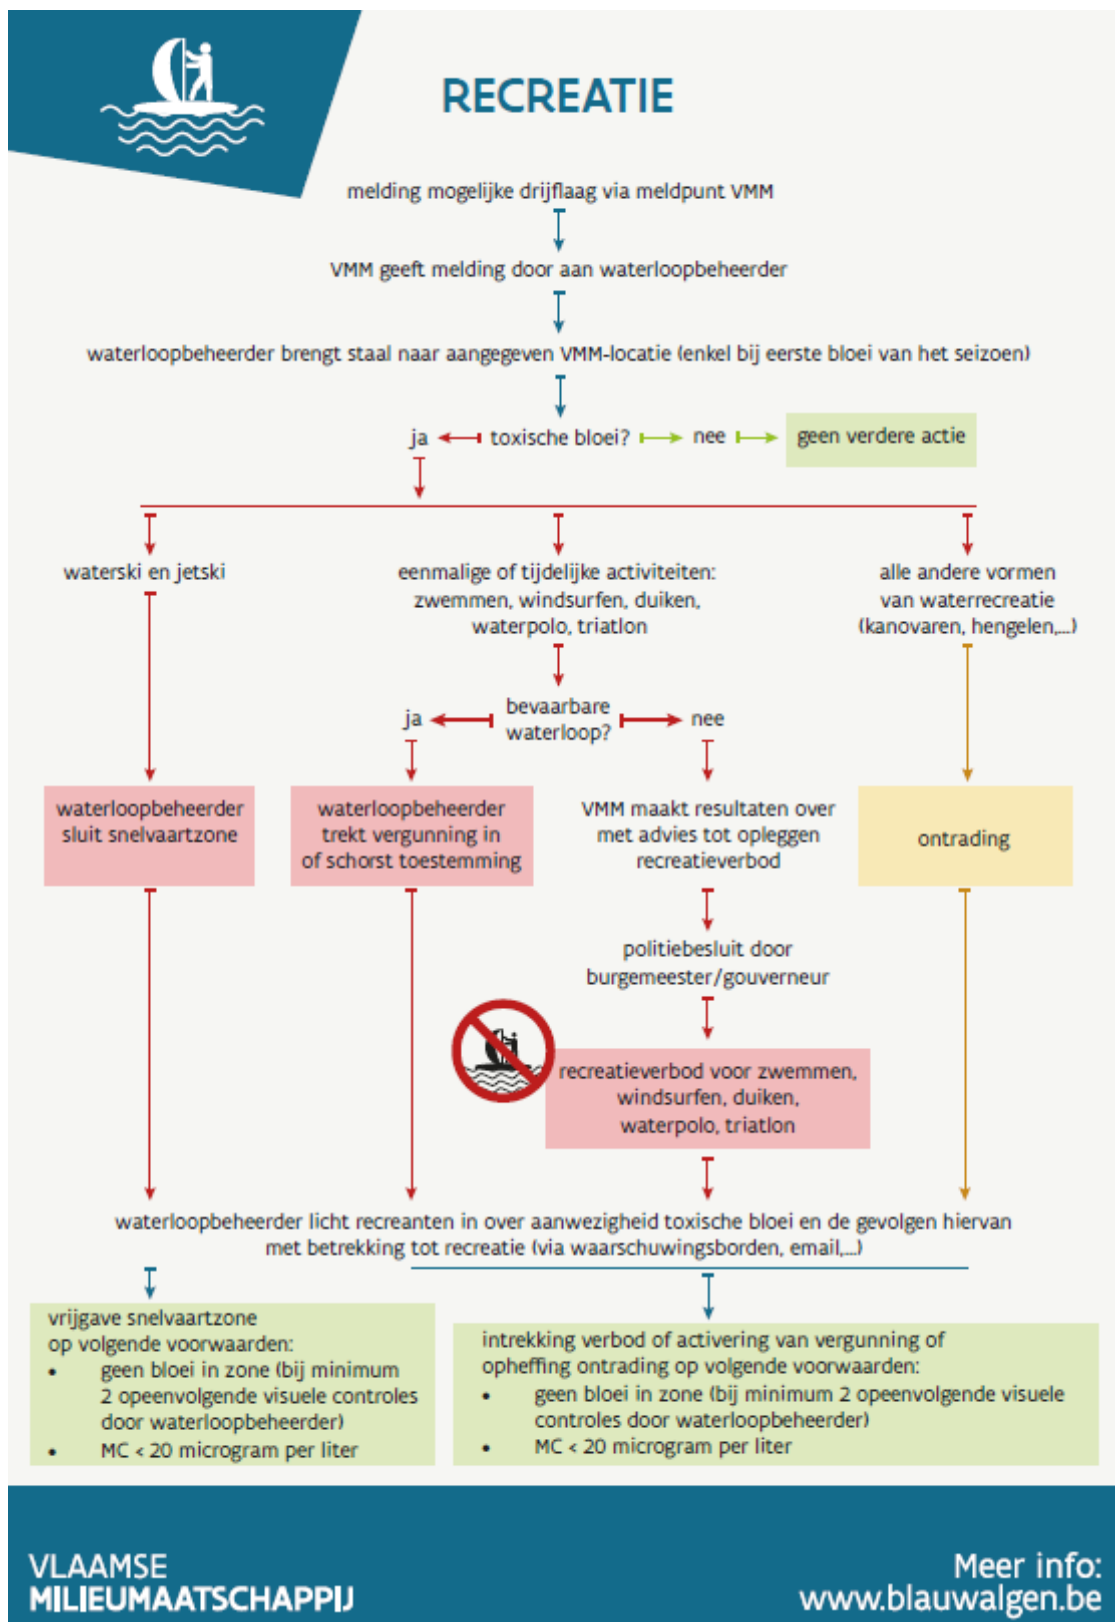 RECREATIE
melding mogelijke drijflaag via meldpunt VMM
VMM geeft melding door aan waterloopbeheerder
waterloopbeheerder brengt staal naar aangegeven VMM-locatie (enkel bij eerste bloei van het seizoen)
ja
toxische bloei?
nee
geen verdere actie
waterski en jetski
eenmalige of tijdelijke activiteiten:
zwemmen, windsurfen, duiken,
waterpolo, triatlon
alle andere vormen
van waterrecreatie
(kanovaren, hengelen,...)
ja
bevaarbare
waterloop?
nee
waterloopbeheerder
sluit snelvaartzone
waterloopbeheerder
trekt vergunning in
of schorst toestemming
VMM maakt resultaten over
met advies tot opleggen
recreatieverbod
ontrading
politiebesluit door
burgemeester/gouverneur
recreatieverbod voor zwemmen,
windsurfen, duiken,
waterpolo, triatlon
waterloopbeheerder licht recreanten in over aanwezigheid toxische bloei en de gevolgen hiervan
met betrekking tot recreatie (via waarschuwingsborden, email,...)
vrijgave snelvaartzone
op volgende voorwaarden:
• geen bloei in zone (bij minimum
2 opeenvolgende visuele controles
door waterloopbeheerder)
• MC < 20 microgram per liter
intrekking verbod of activering van vergunning of
opheffing ontrading op volgende voorwaarden:
• geen bloei in zone (bij minimum 2 opeenvolgende visuele
controles door waterloopbeheerder)
• MC < 20 microgram per liter
VLAAMSE
MILIEUMAATSCHAPPIJ
Meer info:
www.blauwalgen.be